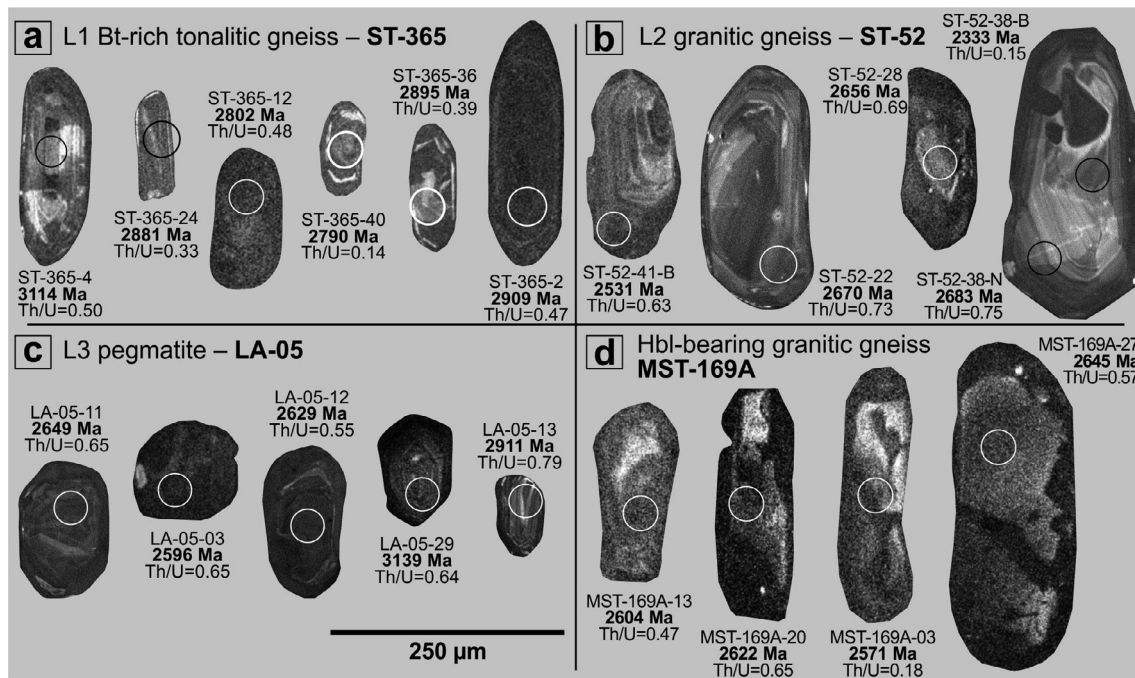 a L1 Bt-rich tonalitic gneiss – ST-365
ST-365-4
3114 Ma
Th/U=0.50
ST-365-24
2881 Ma
Th/U=0.33
ST-365-12
2802 Ma
Th/U=0.48
ST-365-40
2790 Ma
Th/U=0.14
ST-365-36
2895 Ma
Th/U=0.39
ST-365-2
2909 Ma
Th/U=0.47
b L2 granitic gneiss – ST-52
ST-52-41-B
2531 Ma
Th/U=0.63
ST-52-22
2670 Ma
Th/U=0.73
ST-52-28
2656 Ma
Th/U=0.69
ST-52-38-B
2333 Ma
Th/U=0.15
ST-52-38-N
2683 Ma
Th/U=0.75
c L3 pegmatite – LA-05
LA-05-11
2649 Ma
Th/U=0.65
LA-05-03
2596 Ma
Th/U=0.65
LA-05-12
2629 Ma
Th/U=0.55
LA-05-29
3139 Ma
Th/U=0.64
LA-05-13
2911 Ma
Th/U=0.79
250 µm
d Hbl-bearing granitic gneiss
MST-169A
MST-169A-13
2604 Ma
Th/U=0.47
MST-169A-20
2622 Ma
Th/U=0.65
MST-169A-03
2571 Ma
Th/U=0.18
MST-169A-27
2645 Ma
Th/U=0.57